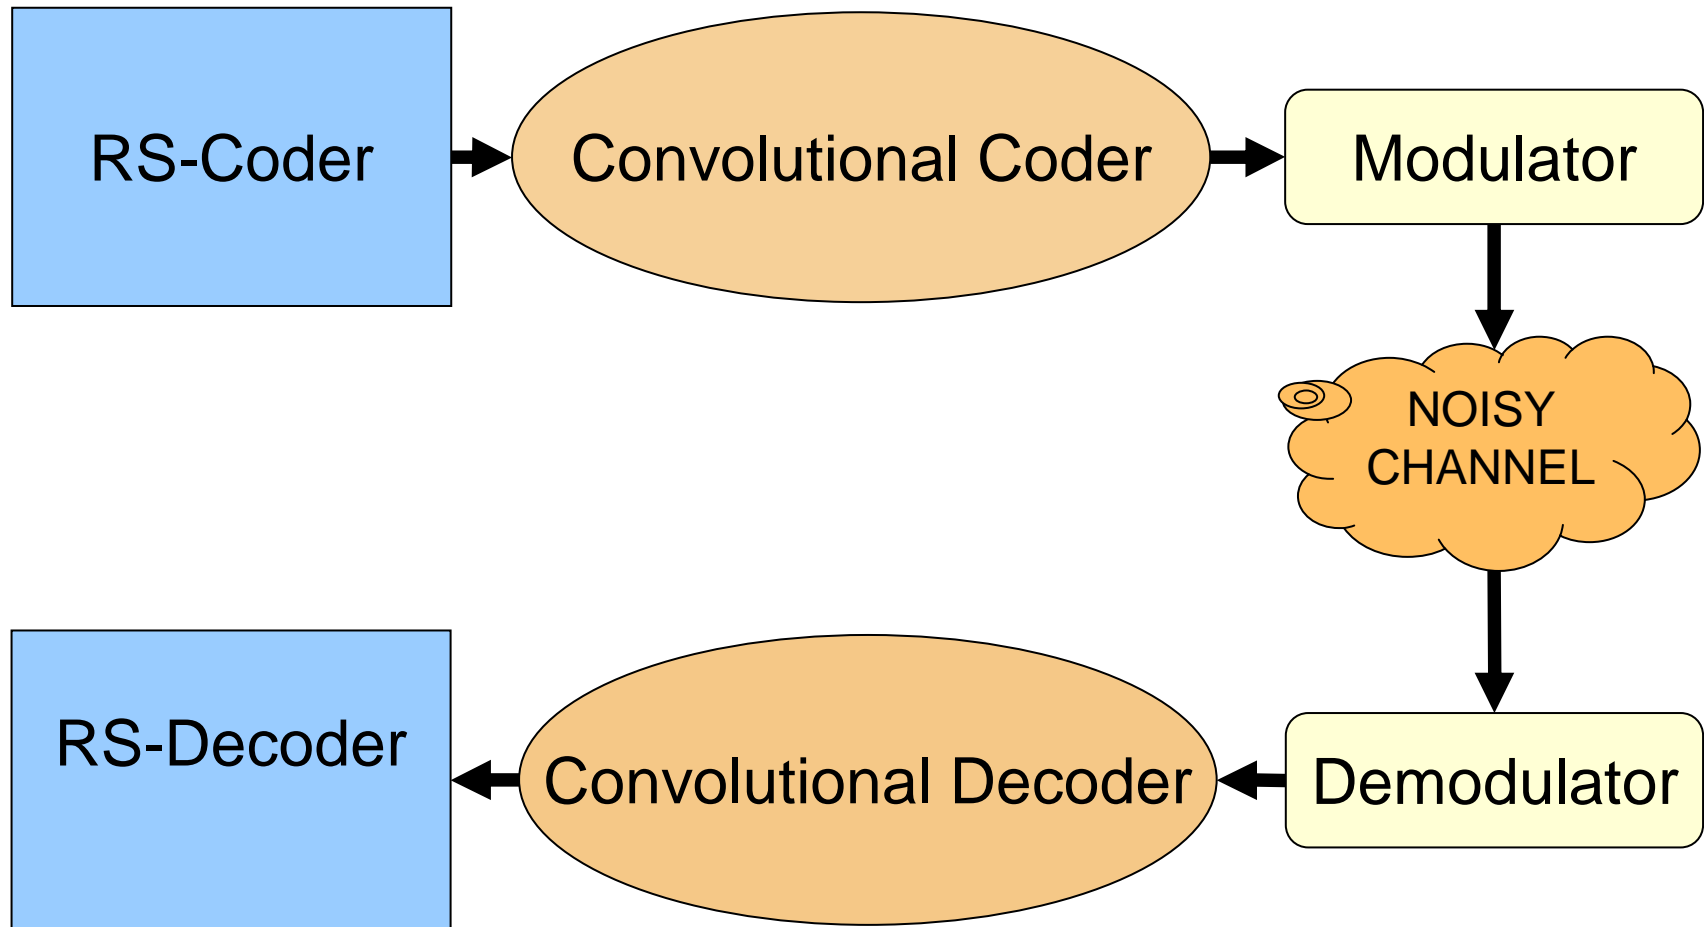 RS-Coder
Convolutional Coder
Modulator
NOISY
CHANNEL
RS-Decoder
Convolutional Decoder
Demodulator